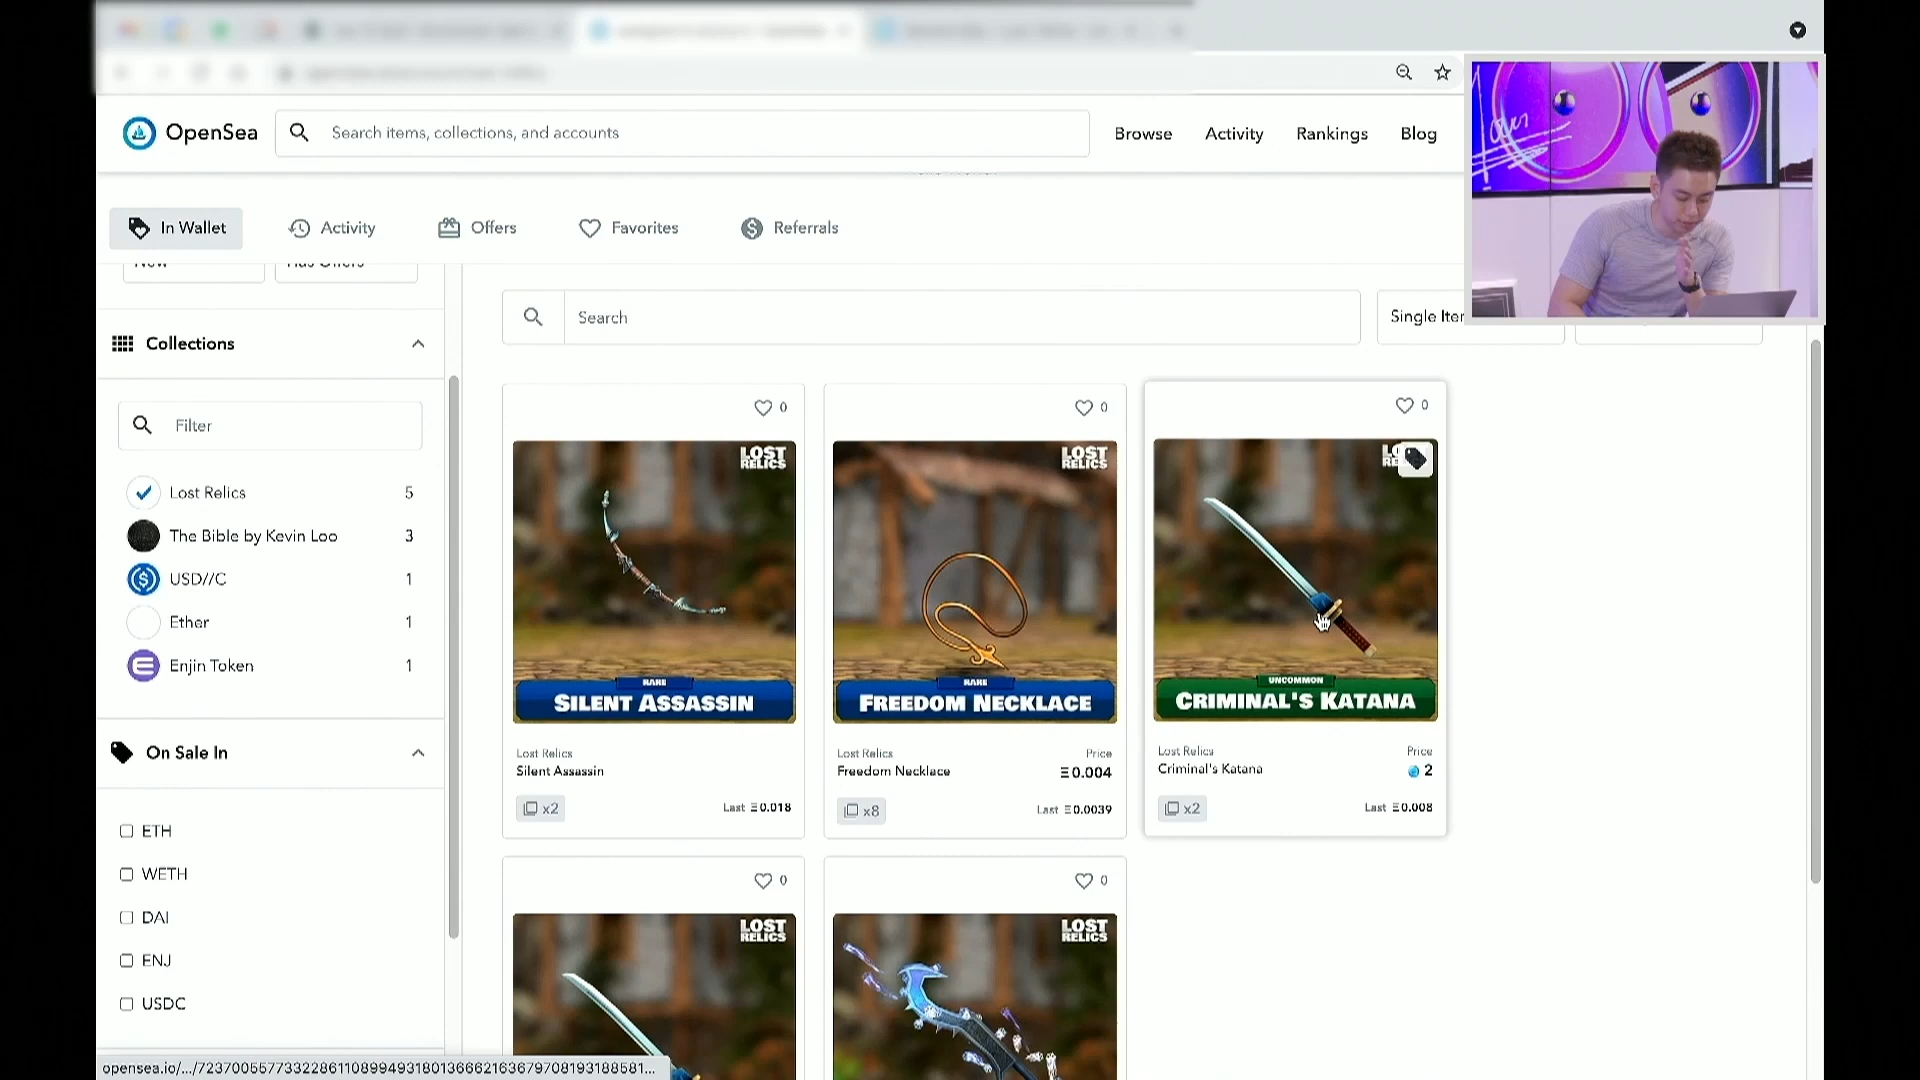 OpenSea
Search items, collections, and accounts
Browse
Activity
Rankings
Blog
In Wallet
Activity
Offers
Favorites
Referrals
New
Has Offers
Collections
Filter
Lost Relics 5
The Bible by Kevin Loo 3
USD//C 1
Ether 1
Enjin Token 1
On Sale In
ETH
WETH
DAI
ENJ
USDC
Search
Single Iter
0
LOST
RELICS
RARE
SILENT ASSASSIN
Lost Relics
Silent Assassin
x2
Last Ξ0.018
0
LOST
RELICS
RARE
FREEDOM NECKLACE
Lost Relics Price
Freedom Necklace Ξ0.004
x8
Last Ξ0.0039
0
UNCOMMON
CRIMINAL'S KATANA
Lost Relics Price
Criminal's Katana 2
x2
Last Ξ0.008
0
LOST
RELICS
0
LOST
RELICS